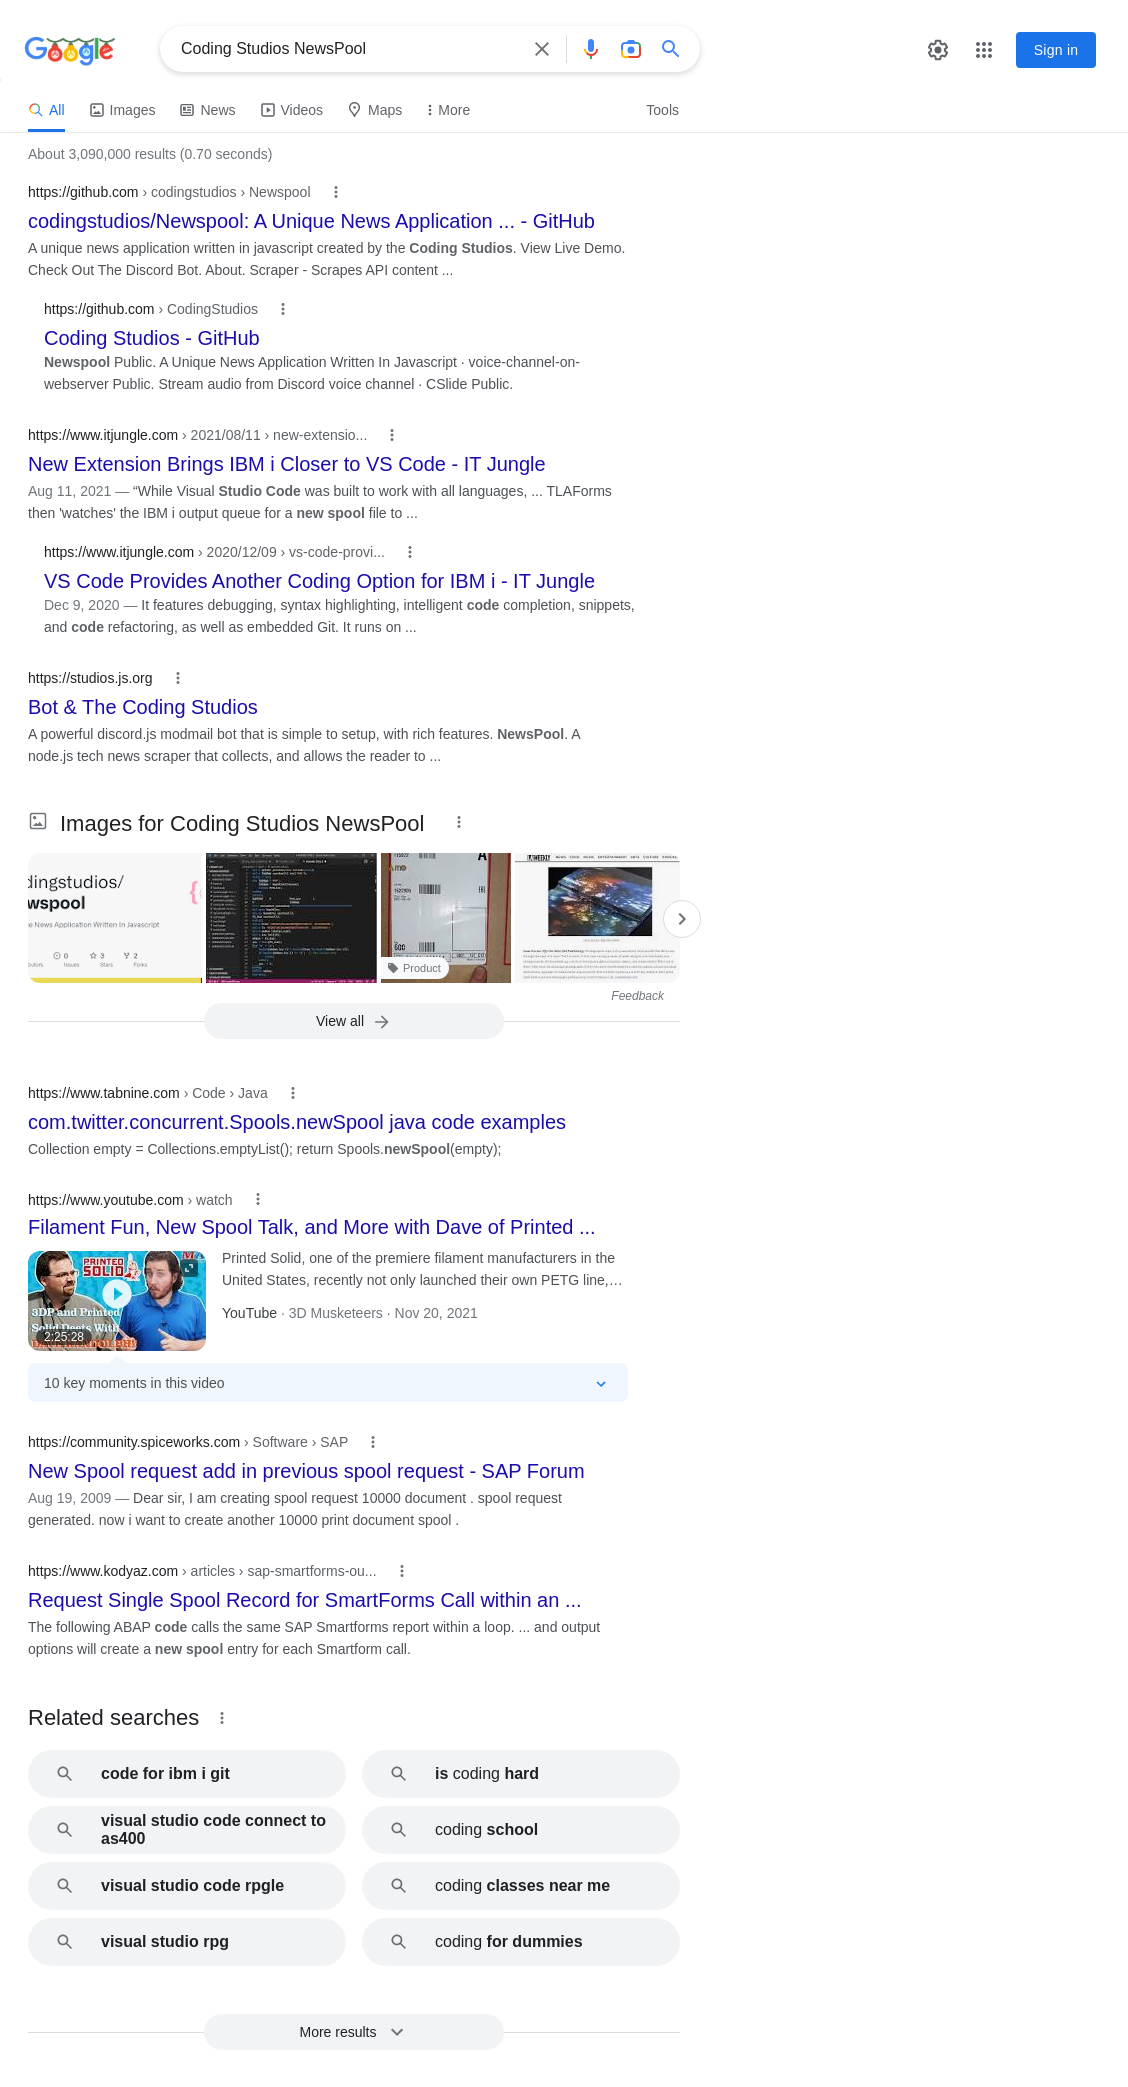 Google
Coding Studios NewsPool
Sign in
All
Images
News
Videos
Maps
More
Tools
About 3,090,000 results (0.70 seconds)
https://github.com › codingstudios › Newspool
codingstudios/Newspool: A Unique News Application ... - GitHub
A unique news application written in javascript created by the Coding Studios. View Live Demo.
Check Out The Discord Bot. About. Scraper - Scrapes API content ...
https://github.com › CodingStudios
Coding Studios - GitHub
Newspool Public. A Unique News Application Written In Javascript · voice-channel-on-
webserver Public. Stream audio from Discord voice channel · CSlide Public.
https://www.itjungle.com › 2021/08/11 › new-extensio...
New Extension Brings IBM i Closer to VS Code - IT Jungle
Aug 11, 2021 — “While Visual Studio Code was built to work with all languages, ... TLAForms
then 'watches' the IBM i output queue for a new spool file to ...
https://www.itjungle.com › 2020/12/09 › vs-code-provi...
VS Code Provides Another Coding Option for IBM i - IT Jungle
Dec 9, 2020 — It features debugging, syntax highlighting, intelligent code completion, snippets,
and code refactoring, as well as embedded Git. It runs on ...
https://studios.js.org
Bot & The Coding Studios
A powerful discord.js modmail bot that is simple to setup, with rich features. NewsPool. A
node.js tech news scraper that collects, and allows the reader to ...
Images for Coding Studios NewsPool
dingstudios/
wspool
e News Application Written In Javascript
0
3
2
Issues
Stars
Forks
Product
Feedback
View all
https://www.tabnine.com › Code › Java
com.twitter.concurrent.Spools.newSpool java code examples
Collection empty = Collections.emptyList(); return Spools.newSpool(empty);
https://www.youtube.com › watch
Filament Fun, New Spool Talk, and More with Dave of Printed ...
PRINTED
SOLID
3DP and Printed
Solid Deets With
2:25:28
Printed Solid, one of the premiere filament manufacturers in the
United States, recently not only launched their own PETG line,…
YouTube · 3D Musketeers · Nov 20, 2021
10 key moments in this video
https://community.spiceworks.com › Software › SAP
New Spool request add in previous spool request - SAP Forum
Aug 19, 2009 — Dear sir, I am creating spool request 10000 document . spool request
generated. now i want to create another 10000 print document spool .
https://www.kodyaz.com › articles › sap-smartforms-ou...
Request Single Spool Record for SmartForms Call within an ...
The following ABAP code calls the same SAP Smartforms report within a loop. ... and output
options will create a new spool entry for each Smartform call.
Related searches
code for ibm i git
is coding hard
visual studio code connect to
as400
coding school
visual studio code rpgle
coding classes near me
visual studio rpg
coding for dummies
More results